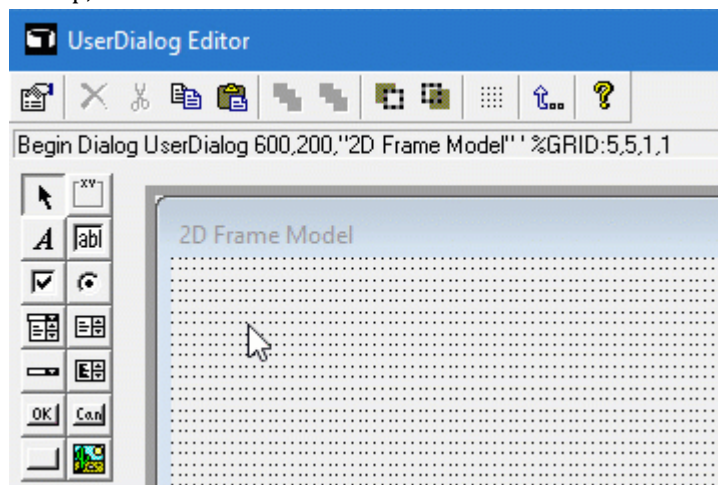 UserDialog Editor
Begin Dialog UserDialog 600,200,"2D Frame Model" ' %GRID:5,5,1,1
XY
A
abl
2D Frame Model
E
OK
Can